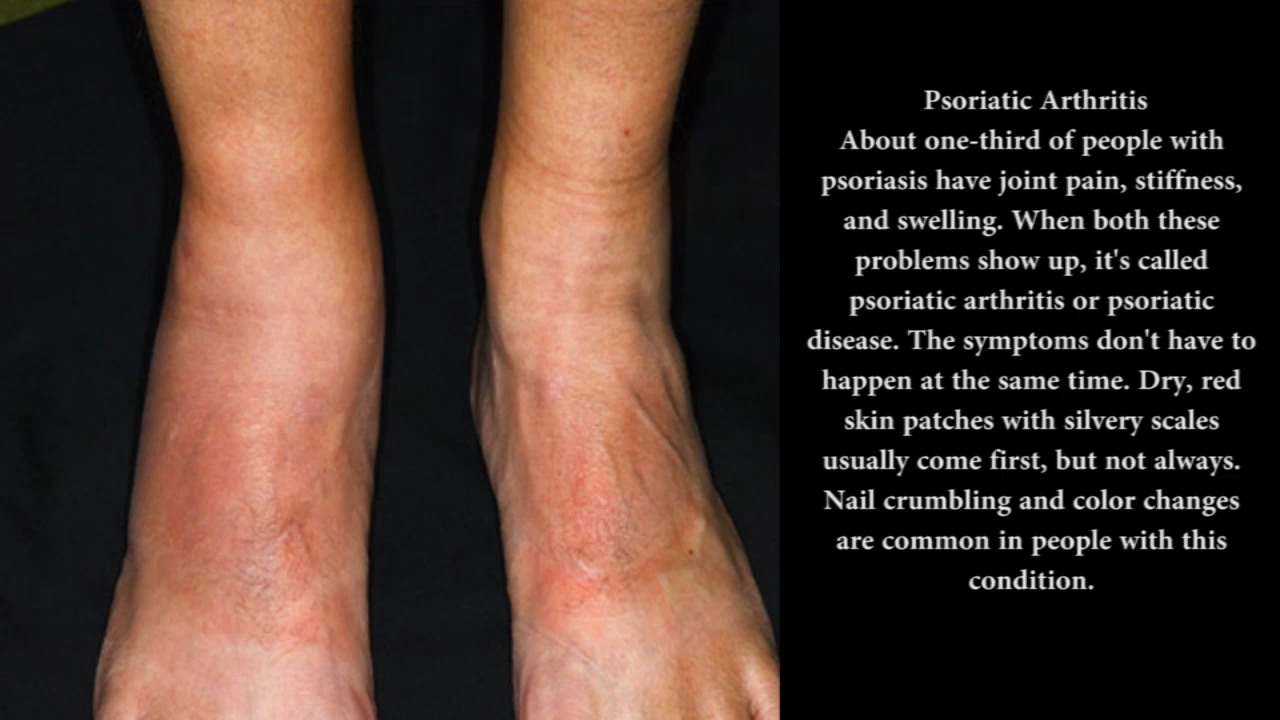 Psoriatic Arthritis
About one-third of people with
psoriasis have joint pain, stiffness,
and swelling. When both these
problems show up, it's called
psoriatic arthritis or psoriatic
disease. The symptoms don't have to
happen at the same time. Dry, red
skin patches with silvery scales
usually come first, but not always.
Nail crumbling and color changes
are common in people with this
condition.